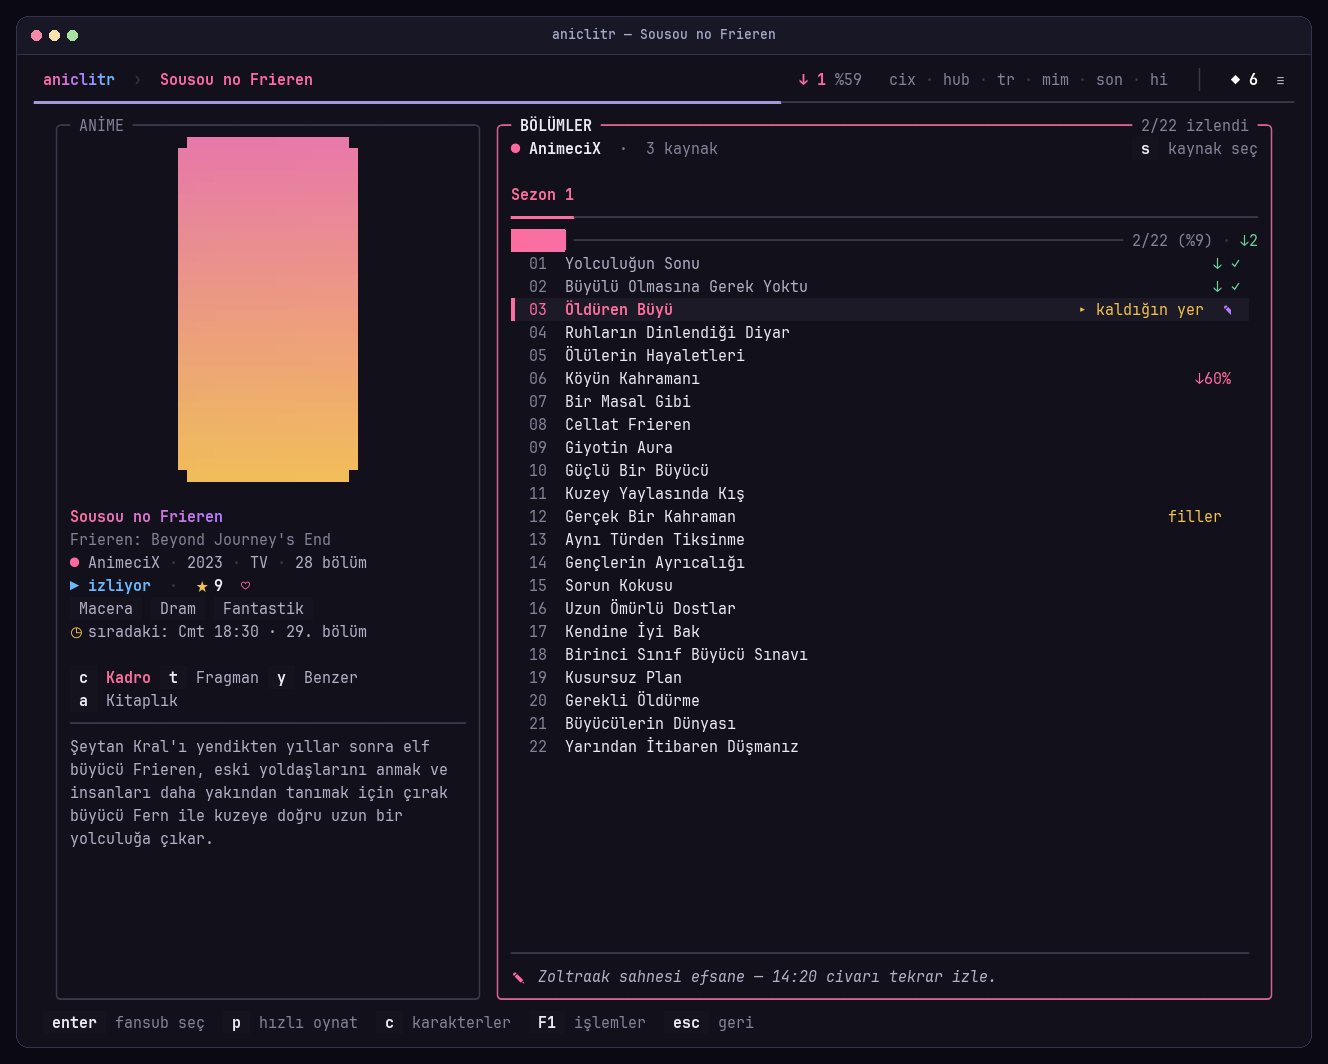 aniclitr — Sousou no Frieren
aniclitr › Sousou no Frieren ↓ 1 %59 cix · hub · tr · mim · son · hi │ ◆ 6 ≡
ANİME
Sousou no Frieren
Frieren: Beyond Journey's End
● AnimeciX · 2023 · TV · 28 bölüm
▶ izliyor · ★ 9 ♡
Macera Dram Fantastik
◷ sıradaki: Cmt 18:30 · 29. bölüm
c Kadro t Fragman y Benzer
a Kitaplık
Şeytan Kral'ı yendikten yıllar sonra elf
büyücü Frieren, eski yoldaşlarını anmak ve
insanları daha yakından tanımak için çırak
büyücü Fern ile kuzeye doğru uzun bir
yolculuğa çıkar.
BÖLÜMLER 2/22 izlendi
● AnimeciX · 3 kaynak s kaynak seç
Sezon 1
2/22 (%9) · ↓2
01 Yolculuğun Sonu ↓ ✓
02 Büyülü Olmasına Gerek Yoktu ↓ ✓
03 Öldüren Büyü ▸ kaldığın yer ✎
04 Ruhların Dinlendiği Diyar
05 Ölülerin Hayaletleri
06 Köyün Kahramanı ↓60%
07 Bir Masal Gibi
08 Cellat Frieren
09 Giyotin Aura
10 Güçlü Bir Büyücü
11 Kuzey Yaylasında Kış
12 Gerçek Bir Kahraman filler
13 Aynı Türden Tiksinme
14 Gençlerin Ayrıcalığı
15 Sorun Kokusu
16 Uzun Ömürlü Dostlar
17 Kendine İyi Bak
18 Birinci Sınıf Büyücü Sınavı
19 Kusursuz Plan
20 Gerekli Öldürme
21 Büyücülerin Dünyası
22 Yarından İtibaren Düşmanız
✎ Zoltraak sahnesi efsane — 14:20 civarı tekrar izle.
enter fansub seç p hızlı oynat c karakterler F1 işlemler esc geri